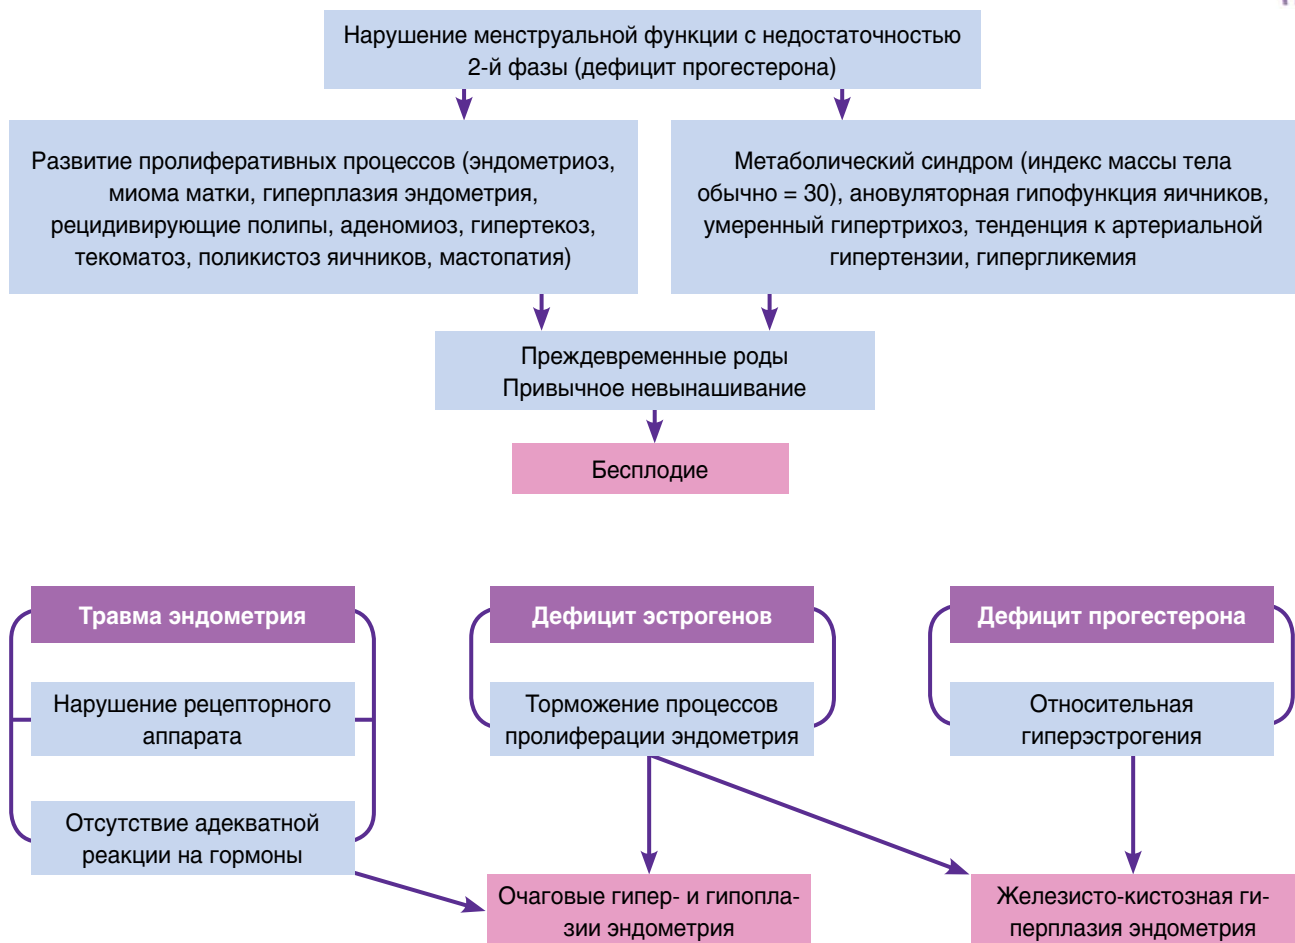 Нарушение менструальной функции с недостаточностью
2-й фазы (дефицит прогестерона)
Развитие пролиферативных процессов (эндометриоз,
миома матки, гиперплазия эндометрия,
рецидивирующие полипы, аденомиоз, гипертекоз,
текоматоз, поликистоз яичников, мастопатия)
Метаболический синдром (индекс массы тела
обычно = 30), ановуляторная гипофункция яичников,
умеренный гипертрихоз, тенденция к артериальной
гипертензии, гипергликемия
Преждевременные роды
Привычное невынашивание
Бесплодие
Травма эндометрия
Нарушение рецепторного
аппарата
Отсутствие адекватной
реакции на гормоны
Дефицит эстрогенов
Торможение процессов
пролиферации эндометрия
Дефицит прогестерона
Относительная
гиперэстрогения
Очаговые гипер- и гипопла-
зии эндометрия
Железисто-кистозная ги-
перплазия эндометрия